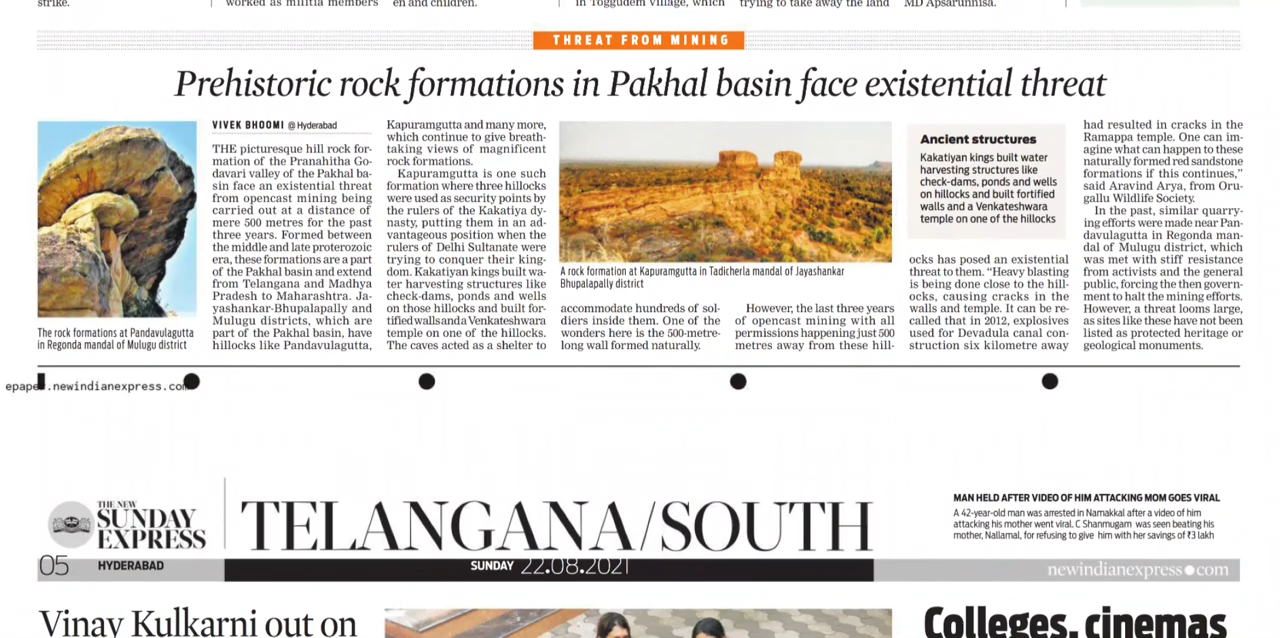 strike.
worked as militia members
en and children.
in Toggudem village, which
trying to take away the land
MD Apsarunnisa.
THREAT FROM MINING
Prehistoric rock formations in Pakhal basin face existential threat
The rock formations at Pandavulagutta
in Regonda mandal of Mulugu district
VIVEK BHOOMI @ Hyderabad
THE picturesque hill rock for-
mation of the Pranahitha Go-
davari valley of the Pakhal ba-
sin face an existential threat
from opencast mining being
carried out at a distance of
mere 500 metres for the past
three years. Formed between
the middle and late proterozoic
era, these formations are a part
of the Pakhal basin and extend
from Telangana and Madhya
Pradesh to Maharashtra. Ja-
yashankar-Bhupalapally and
Mulugu districts, which are
part of the Pakhal basin, have
hillocks like Pandavulagutta,
Kapuramgutta and many more,
which continue to give breath-
taking views of magnificent
rock formations.
Kapuramgutta is one such
formation where three hillocks
were used as security points by
the rulers of the Kakatiya dy-
nasty, putting them in an ad-
vantageous position when the
rulers of Delhi Sultanate were
trying to conquer their king-
dom. Kakatiyan kings built wa-
ter harvesting structures like
check-dams, ponds and wells
on those hillocks and built for-
tified walls and a Venkateshwara
temple on one of the hillocks.
The caves acted as a shelter to
A rock formation at Kapuramgutta in Tadicherla mandal of Jayashankar
Bhupalapally district
accommodate hundreds of sol-
diers inside them. One of the
wonders here is the 500-metre-
long wall formed naturally.
However, the last three years
of opencast mining with all
permissions happening just 500
metres away from these hill-
Ancient structures
Kakatiyan kings built water
harvesting structures like
check-dams, ponds and wells
on hillocks and built fortified
walls and a Venkateshwara
temple on one of the hillocks
ocks has posed an existential
threat to them. “Heavy blasting
is being done close to the hill-
ocks, causing cracks in the
walls and temple. It can be re-
called that in 2012, explosives
used for Devadula canal con-
struction six kilometre away
had resulted in cracks in the
Ramappa temple. One can im-
agine what can happen to these
naturally formed red sandstone
formations if this continues,”
said Aravind Arya, from Oru-
gallu Wildlife Society.
In the past, similar quarry-
ing efforts were made near Pan-
davulagutta in Regonda man-
dal of Mulugu district, which
was met with stiff resistance
from activists and the general
public, forcing the then govern-
ment to halt the mining efforts.
However, a threat looms large,
as sites like these have not been
listed as protected heritage or
geological monuments.
epaper.newindianexpress.com
THE NEW
SUNDAY
EXPRESS
TELANGANA/SOUTH
MAN HELD AFTER VIDEO OF HIM ATTACKING MOM GOES VIRAL
A 42-year-old man was arrested in Namakkal after a video of him
attacking his mother went viral. C Shanmugam was seen beating his
mother, Nallamal, for refusing to give him with her savings of ₹3 lakh
05 HYDERABAD
SUNDAY 22.08.2021
newindianexpress●com
Vinay Kulkarni out on
Colleges, cinemas